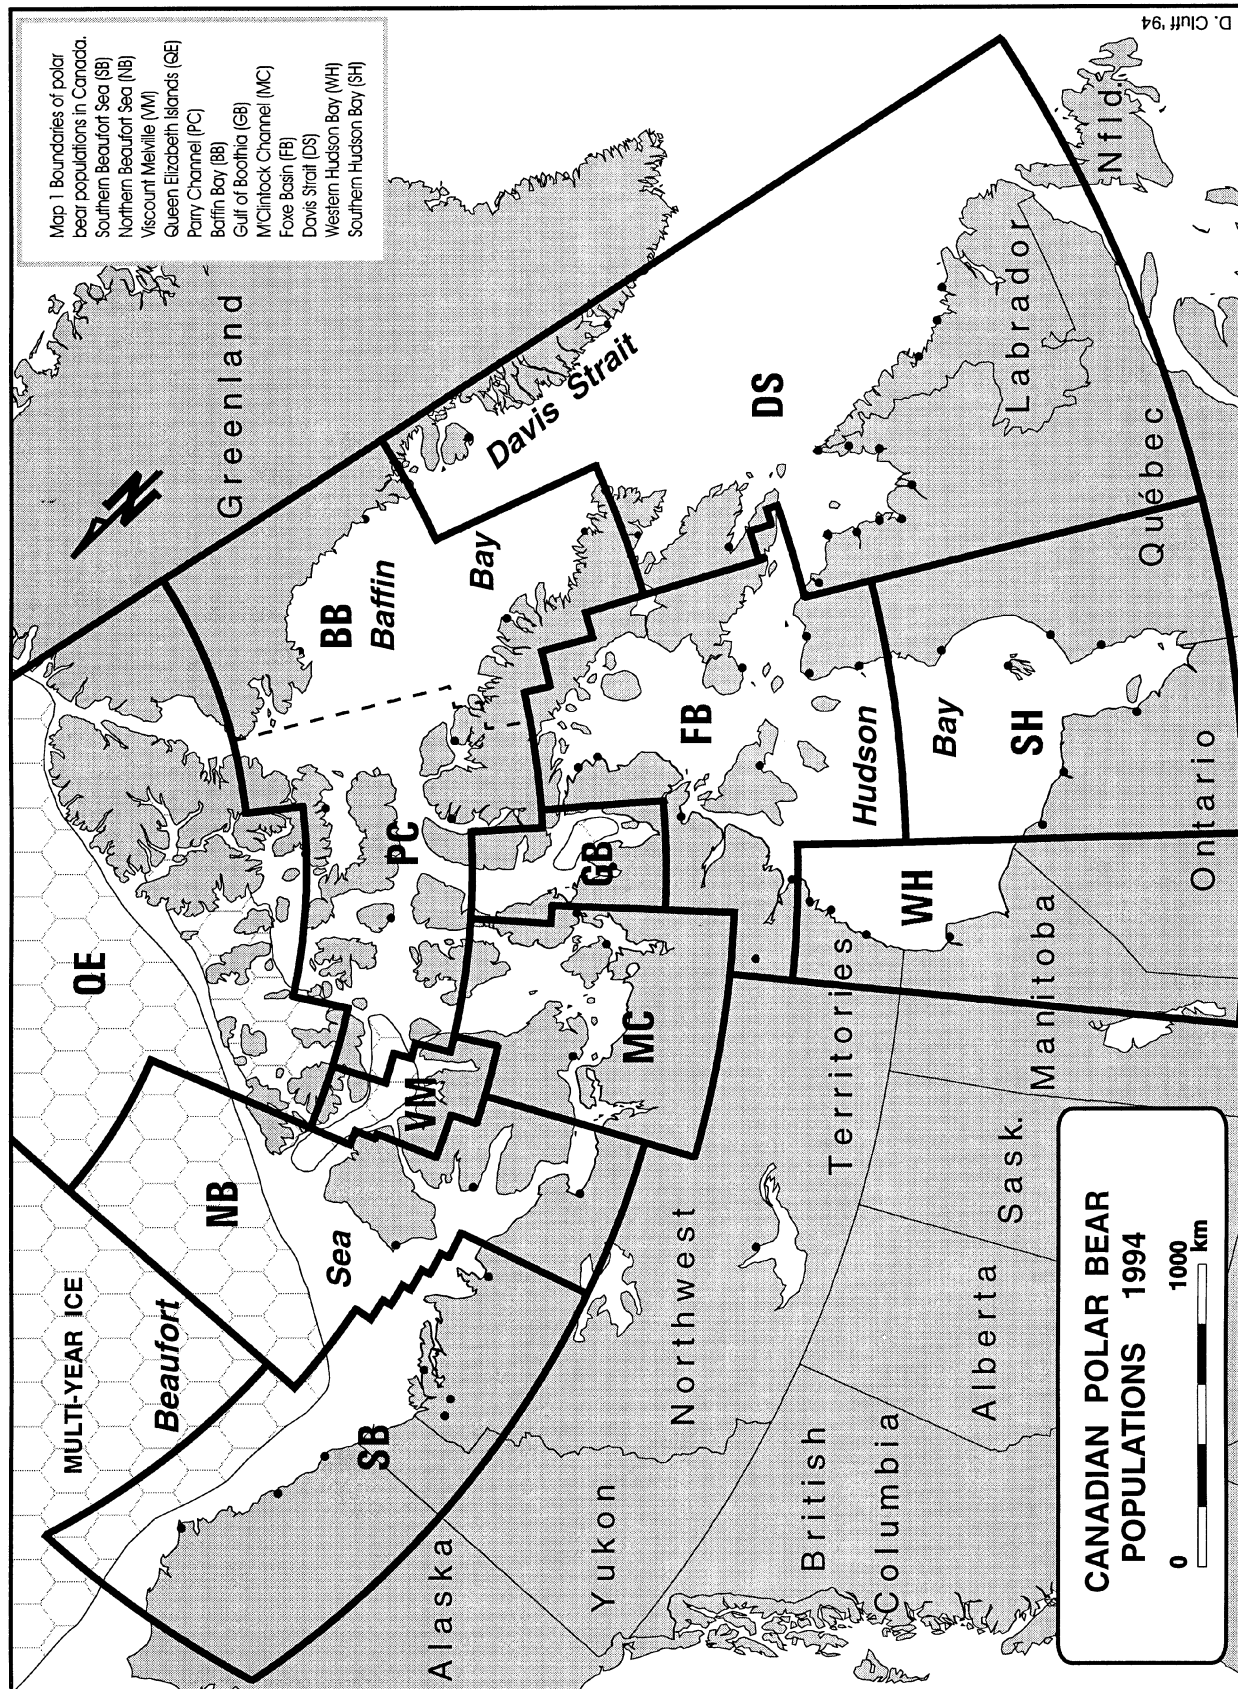 Map 1 Boundaries of polar
bear populations in Canada.
Southern Beaufort Sea (SB)
Northern Beaufort Sea (NB)
Viscount Melville (VM)
Queen Elizabeth Islands (QE)
Parry Channel (PC)
Baffin Bay (BB)
Gulf of Boothia (GB)
M'Clintock Channel (MC)
Foxe Basin (FB)
Davis Strait (DS)
Western Hudson Bay (WH)
Southern Hudson Bay (SH)
D. Cluff '94
N
Greenland
MULTI-YEAR ICE
Beaufort
Sea
QE
NB
SB
VM
PC
BB
Baffin
Bay
Davis Strait
DS
GB
MC
FB
Hudson
Bay
WH
SH
Alaska
Yukon
Northwest
Territories
British
Columbia
Alberta
Sask.
Manitoba
Ontario
Québec
Labrador
Nfld.
CANADIAN POLAR BEAR
POPULATIONS 1994
0 1000
km